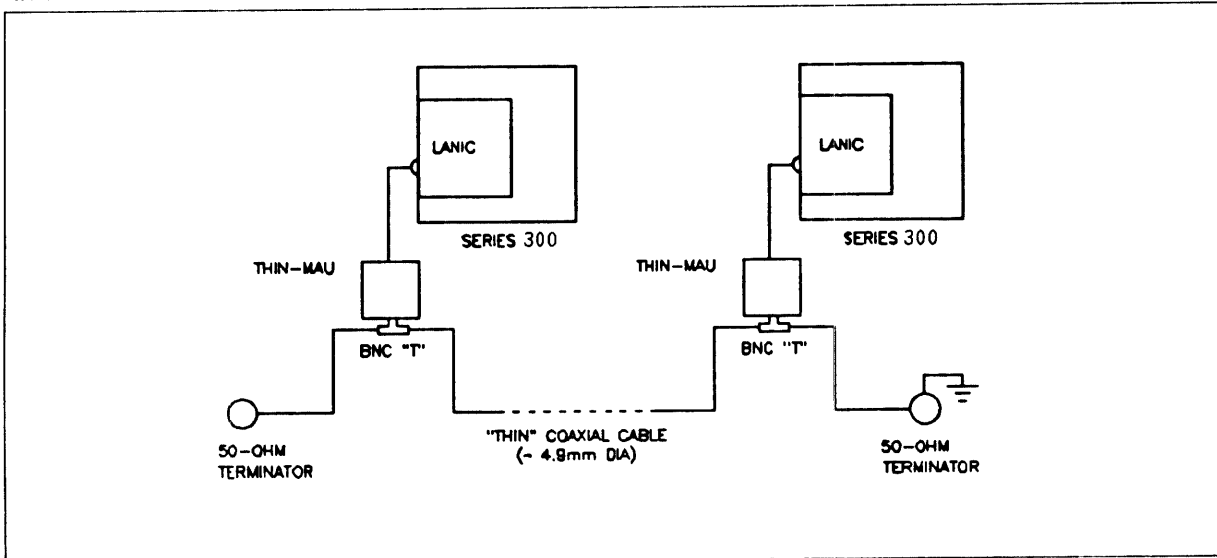 LANIC
LANIC
SERIES 300
SERIES 300
THIN-MAU
THIN-MAU
BNC "T"
BNC "T"
"THIN" COAXIAL CABLE
(~ 4.9mm DIA)
50-OHM
TERMINATOR
50-OHM
TERMINATOR